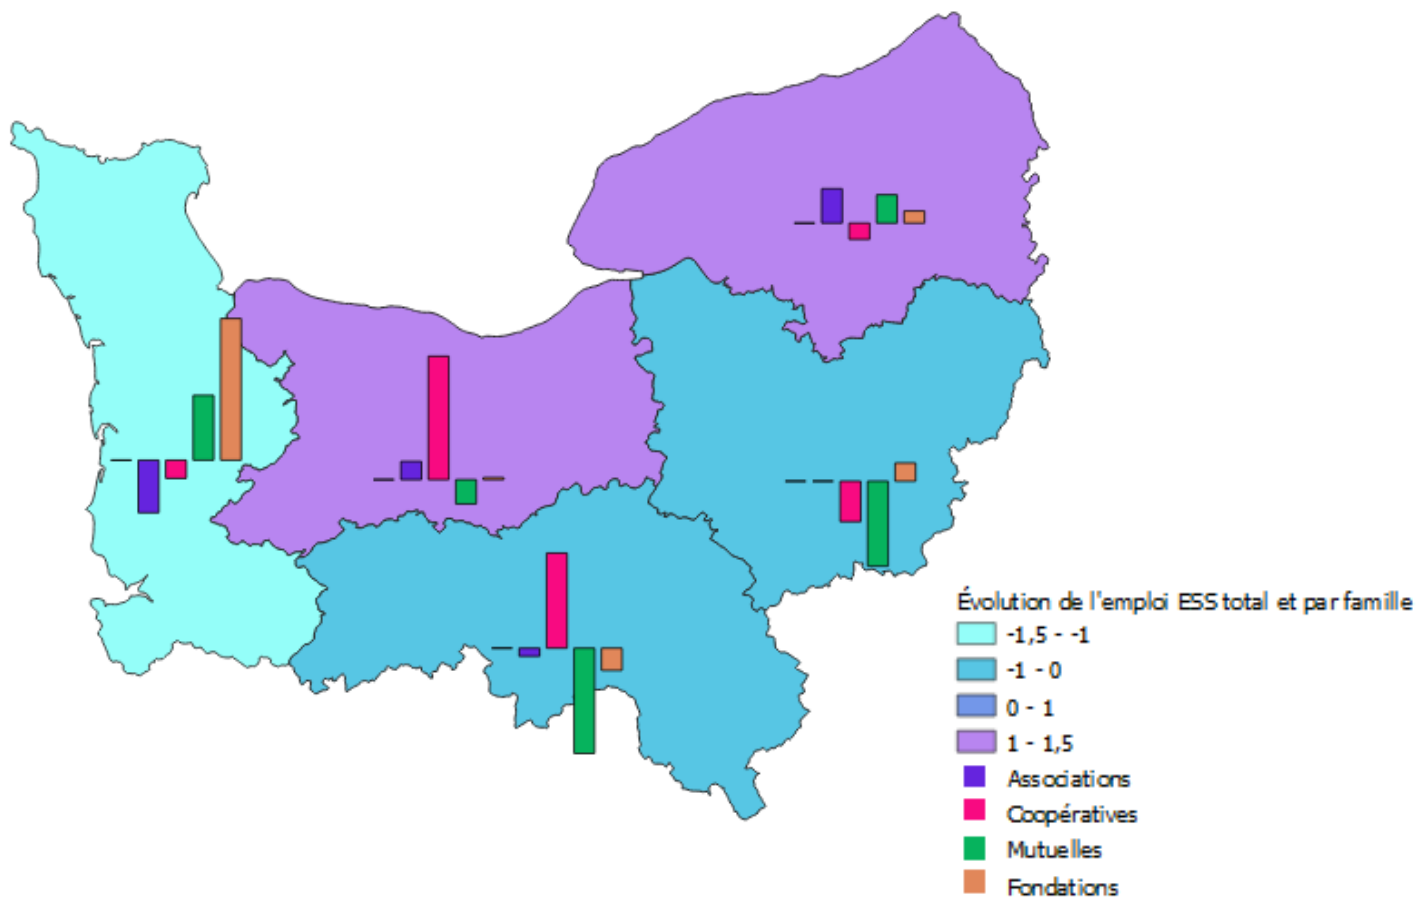 Évolution de l'emploi ESS total et par famille
-1,5 - -1
-1 - 0
0 - 1
1 - 1,5
Associations
Coopératives
Mutuelles
Fondations